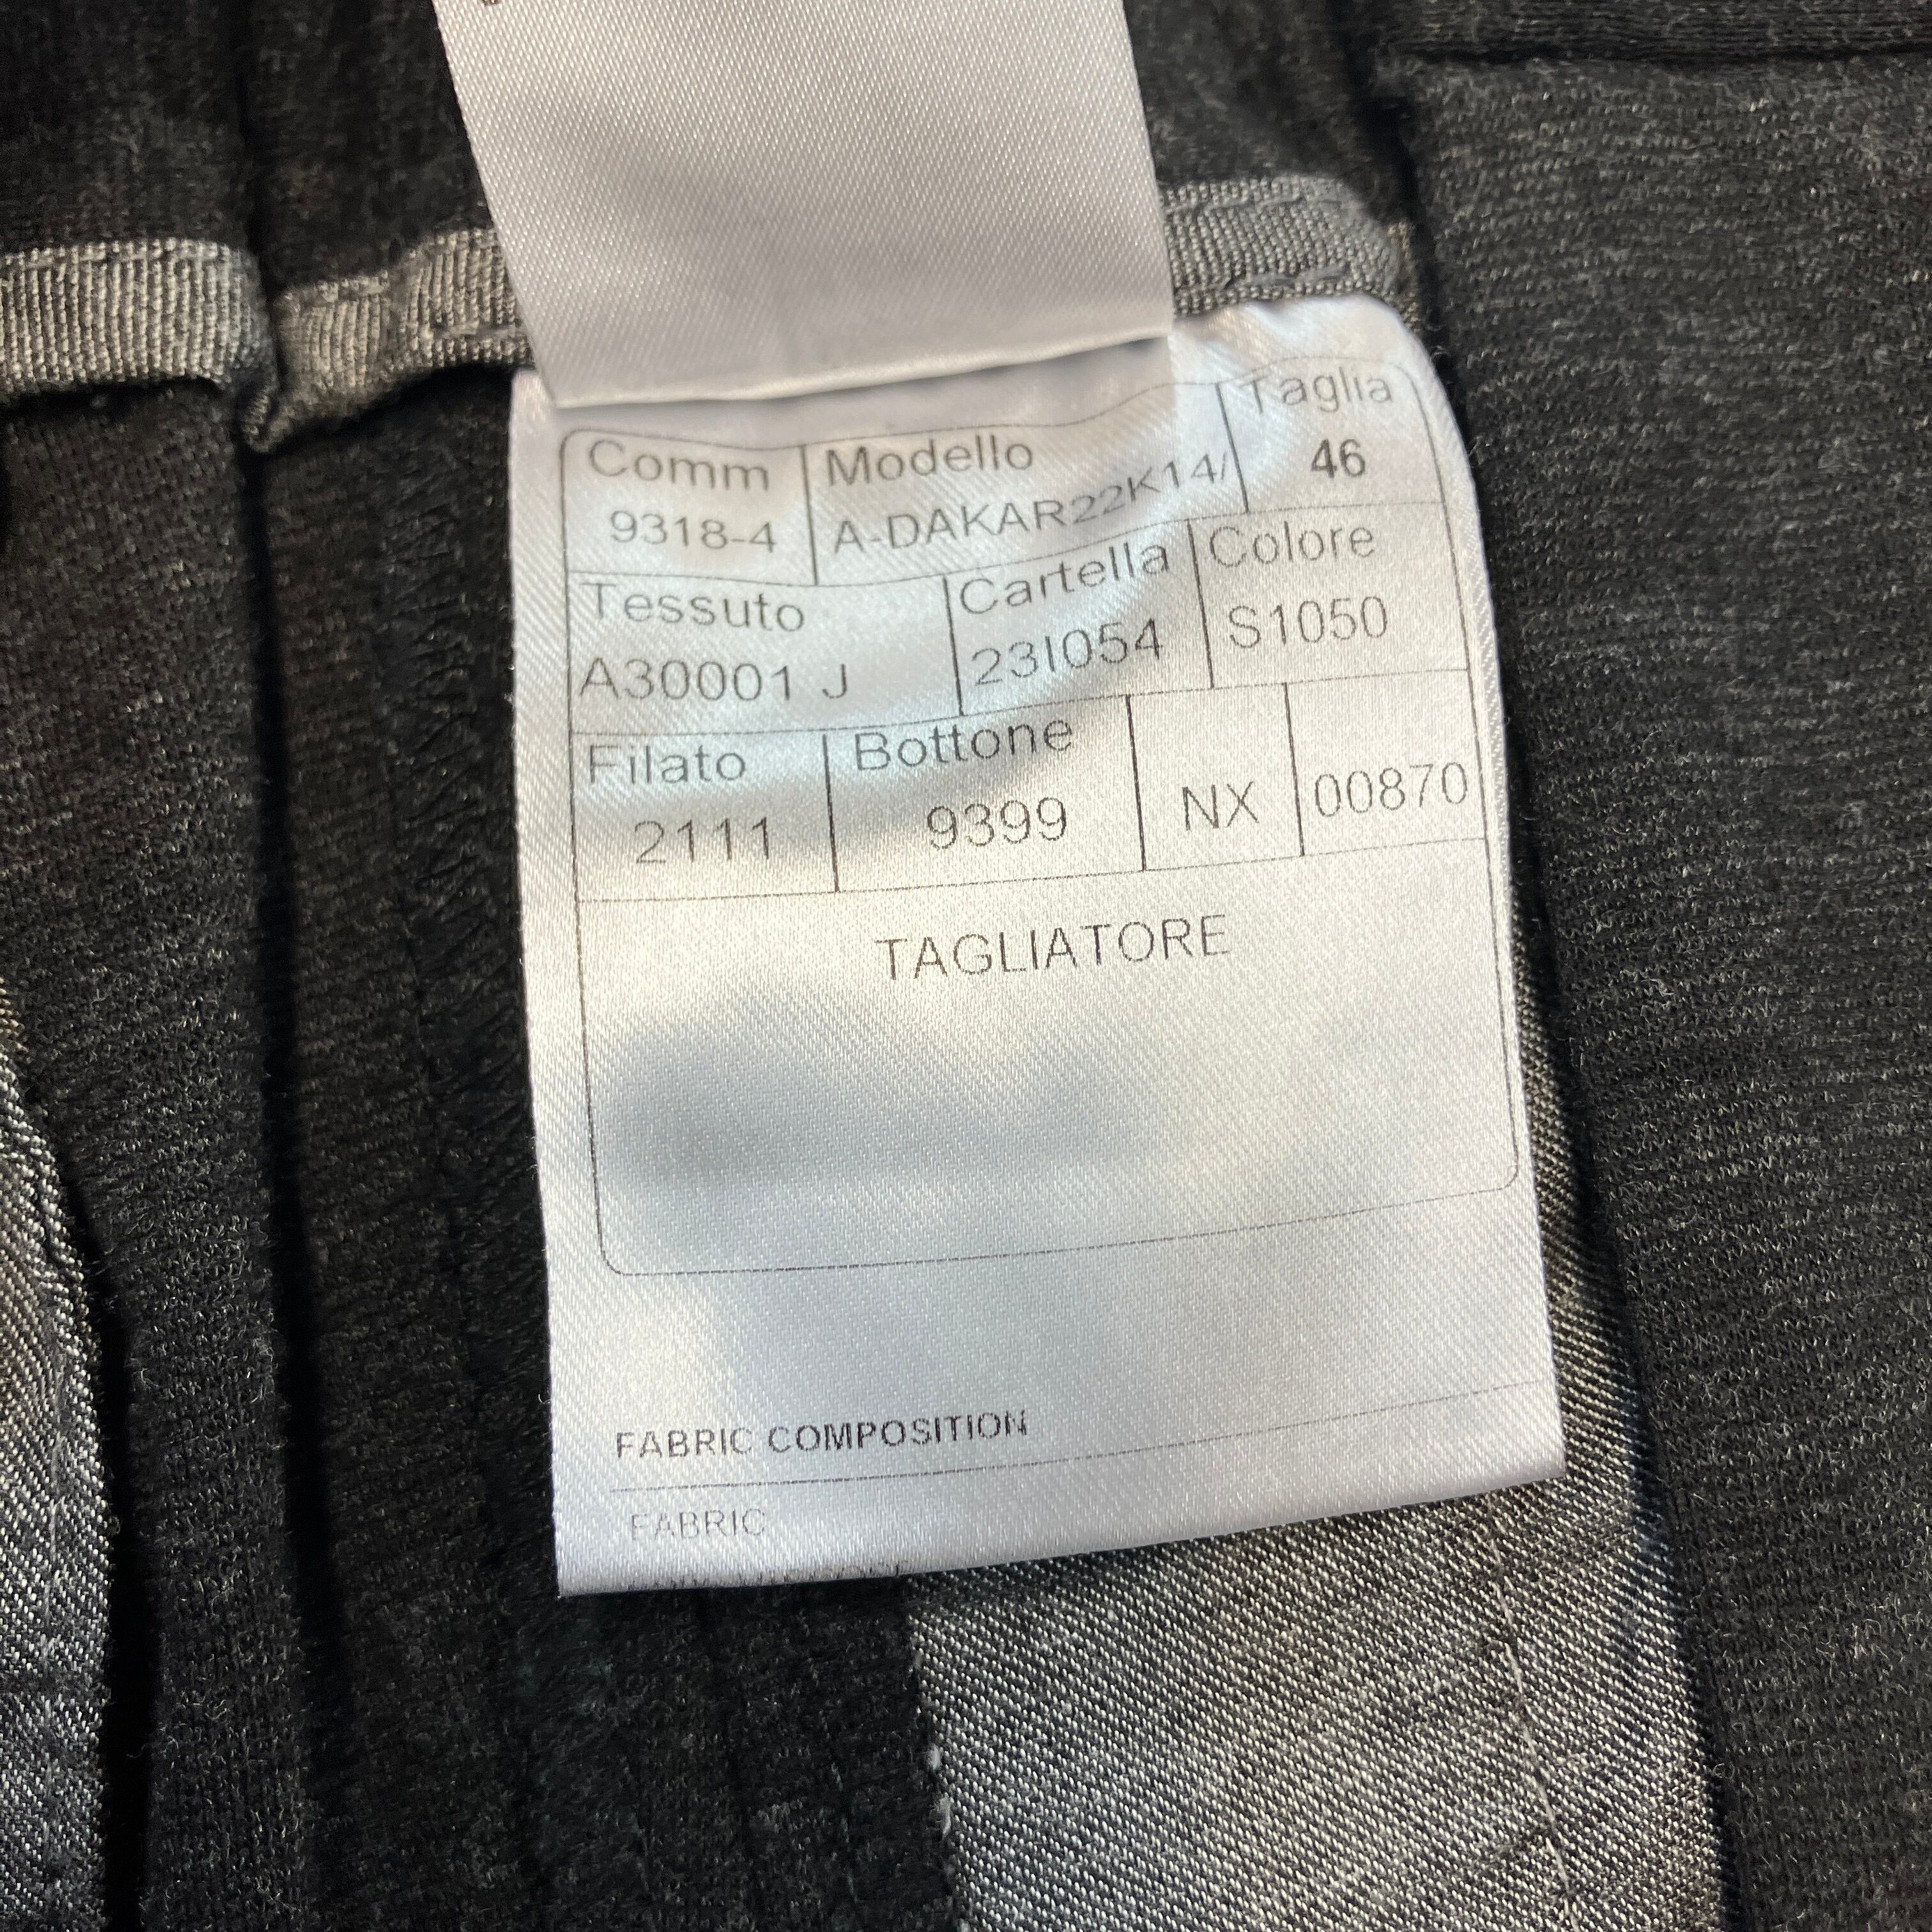 Comm Modello Taglia
9318-4 A-DAKAR22K14/ 46
Tessuto Cartella Colore
A30001 J 23I054 S1050
Filato Bottone
2111 9399 NX 00870
TAGLIATORE
FABRIC COMPOSITION
FABRIC